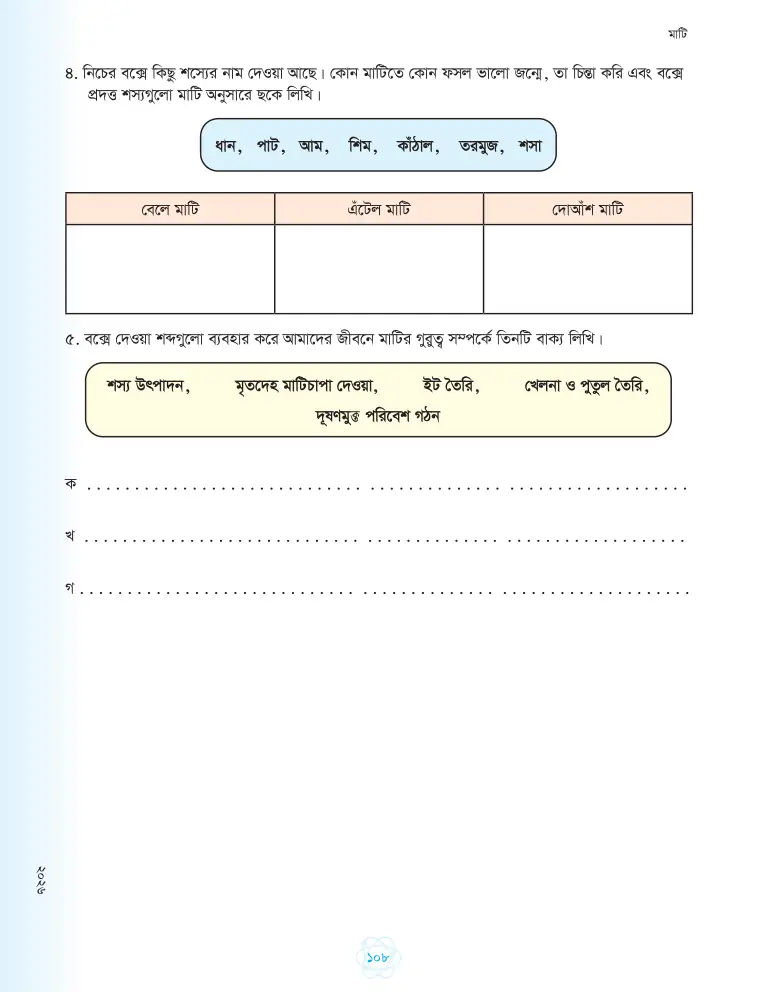 মাটি
৪. নিচের বক্সে কিছু শস্যের নাম দেওয়া আছে। কোন মাটিতে কোন ফসল ভালো জন্মে, তা চিন্তা করি এবং বক্সে
প্রদত্ত শস্যগুলো মাটি অনুসারে ছকে লিখি।
ধান, পাট, আম, শিম, কাঁঠাল, তরমুজ, শসা
বেলে মাটি এঁটেল মাটি দোআঁশ মাটি
৫. বক্সে দেওয়া শব্দগুলো ব্যবহার করে আমাদের জীবনে মাটির গুরুত্ব সম্পর্কে তিনটি বাক্য লিখি।
শস্য উৎপাদন, মৃতদেহ মাটিচাপা দেওয়া, ইট তৈরি, খেলনা ও পুতুল তৈরি,
দূষণমুক্ত পরিবেশ গঠন
ক . . . . . . . . . . . . . . . . . . . . . . . . . . . . . . . . . . . . . . . . . . . . . . . . . . . . . . . . . . . . .
খ . . . . . . . . . . . . . . . . . . . . . . . . . . . . . . . . . . . . . . . . . . . . . . . . . . . . . . . . . . . . .
গ . . . . . . . . . . . . . . . . . . . . . . . . . . . . . . . . . . . . . . . . . . . . . . . . . . . . . . . . . . . . .
২০২৫
১০৮